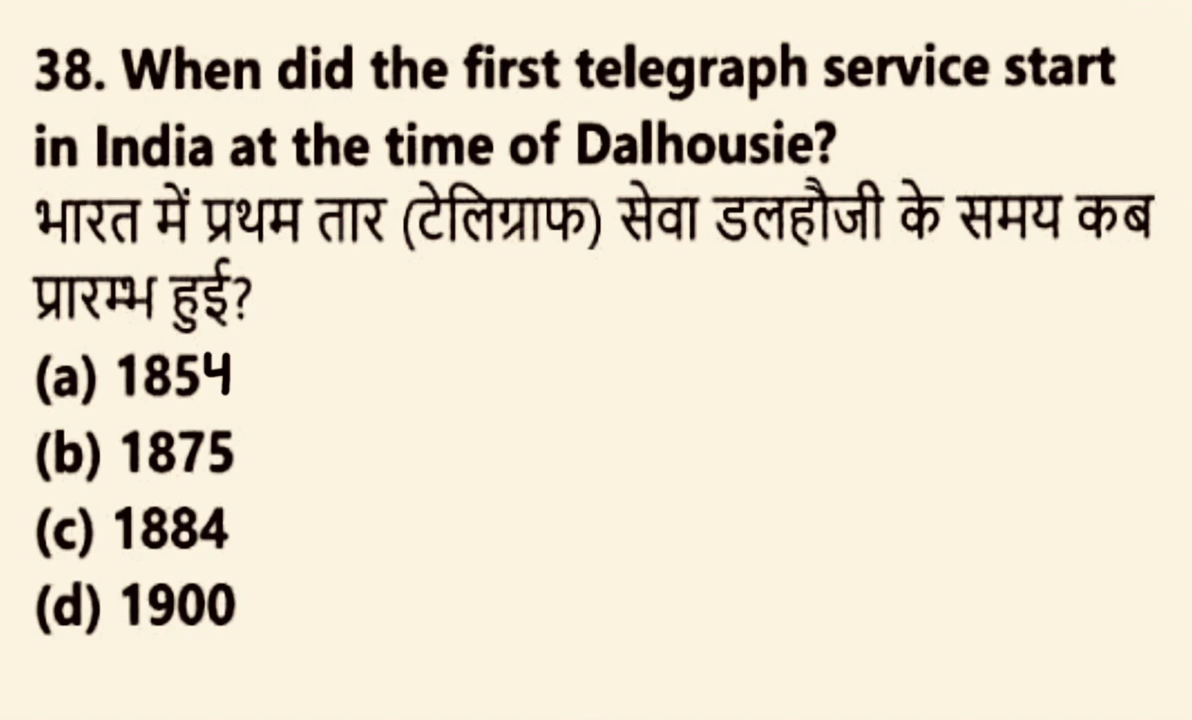 38. When did the first telegraph service start
in India at the time of Dalhousie?
भारत में प्रथम तार (टेलिग्राफ) सेवा डलहौजी के समय कब
प्रारम्भ हुई?
(a) 1854
(b) 1875
(c) 1884
(d) 1900